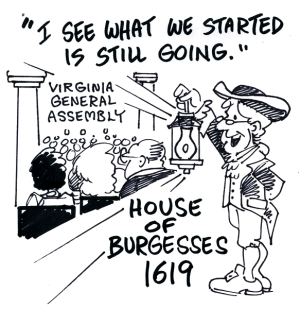 "I SEE WHAT WE STARTED
IS STILL GOING."
VIRGINIA
GENERAL
ASSEMBLY
HOUSE
OF
BURGESSES
1619